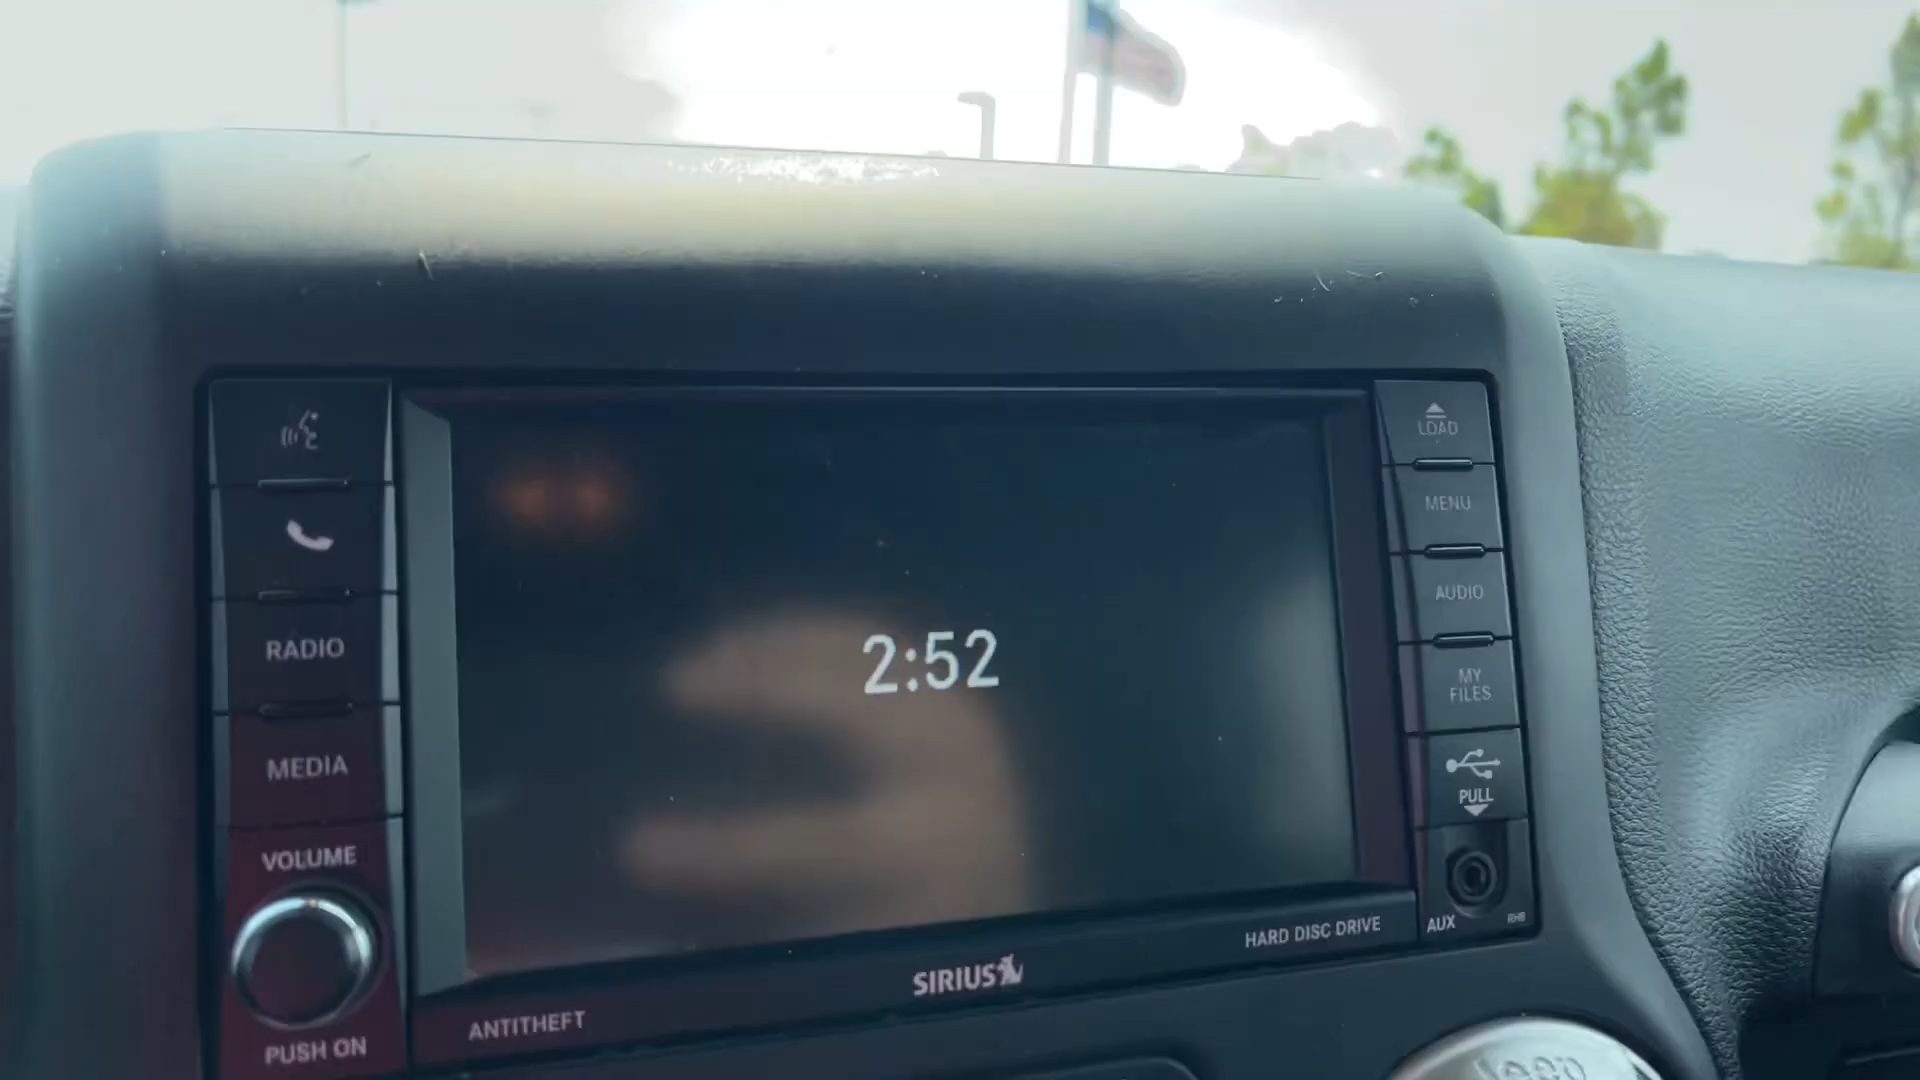 LOAD
MENU
AUDIO
MY
FILES
PULL
AUX
RHB
RADIO
MEDIA
VOLUME
PUSH ON
2:52
HARD DISC DRIVE
SIRIUS
ANTITHEFT
Jeep